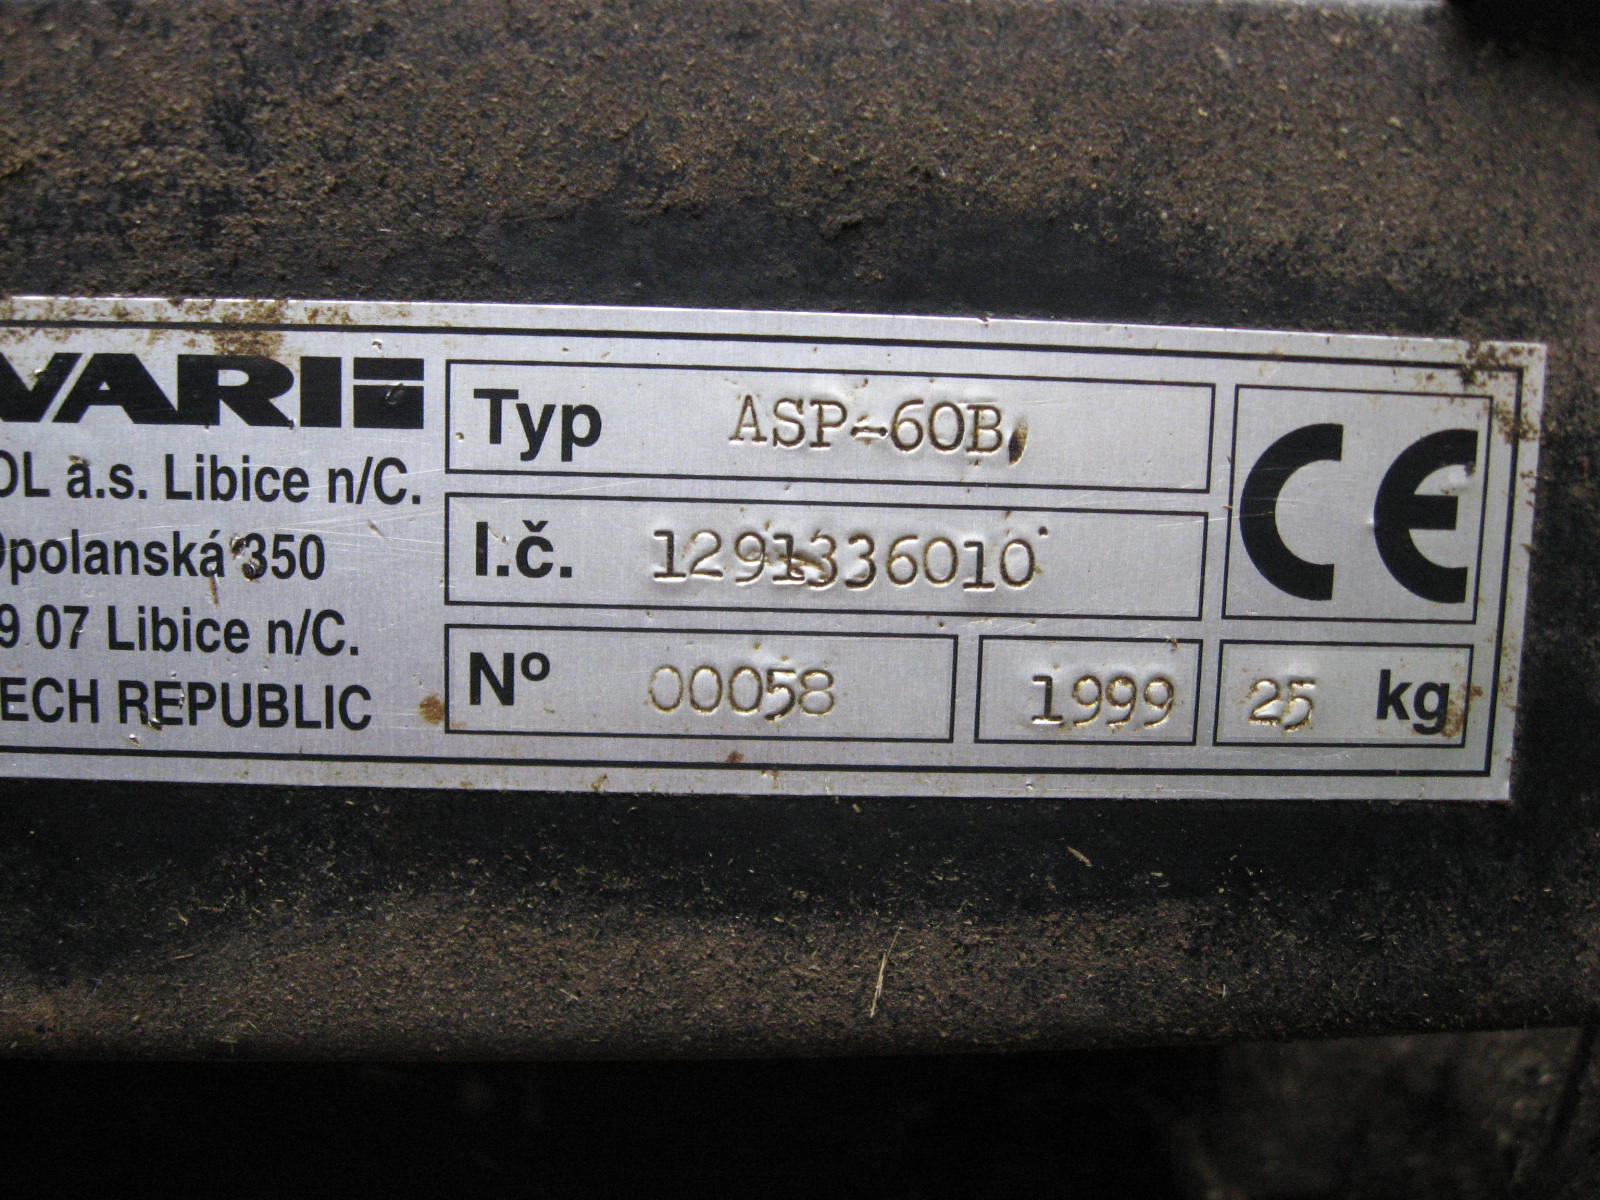 VARI
OL a.s. Libice n/C.
Opolanská 350
9 07 Libice n/C.
ECH REPUBLIC
Typ ASP-60B
I.č. 1291336010
Nº 00058 1999 25 kg
CE